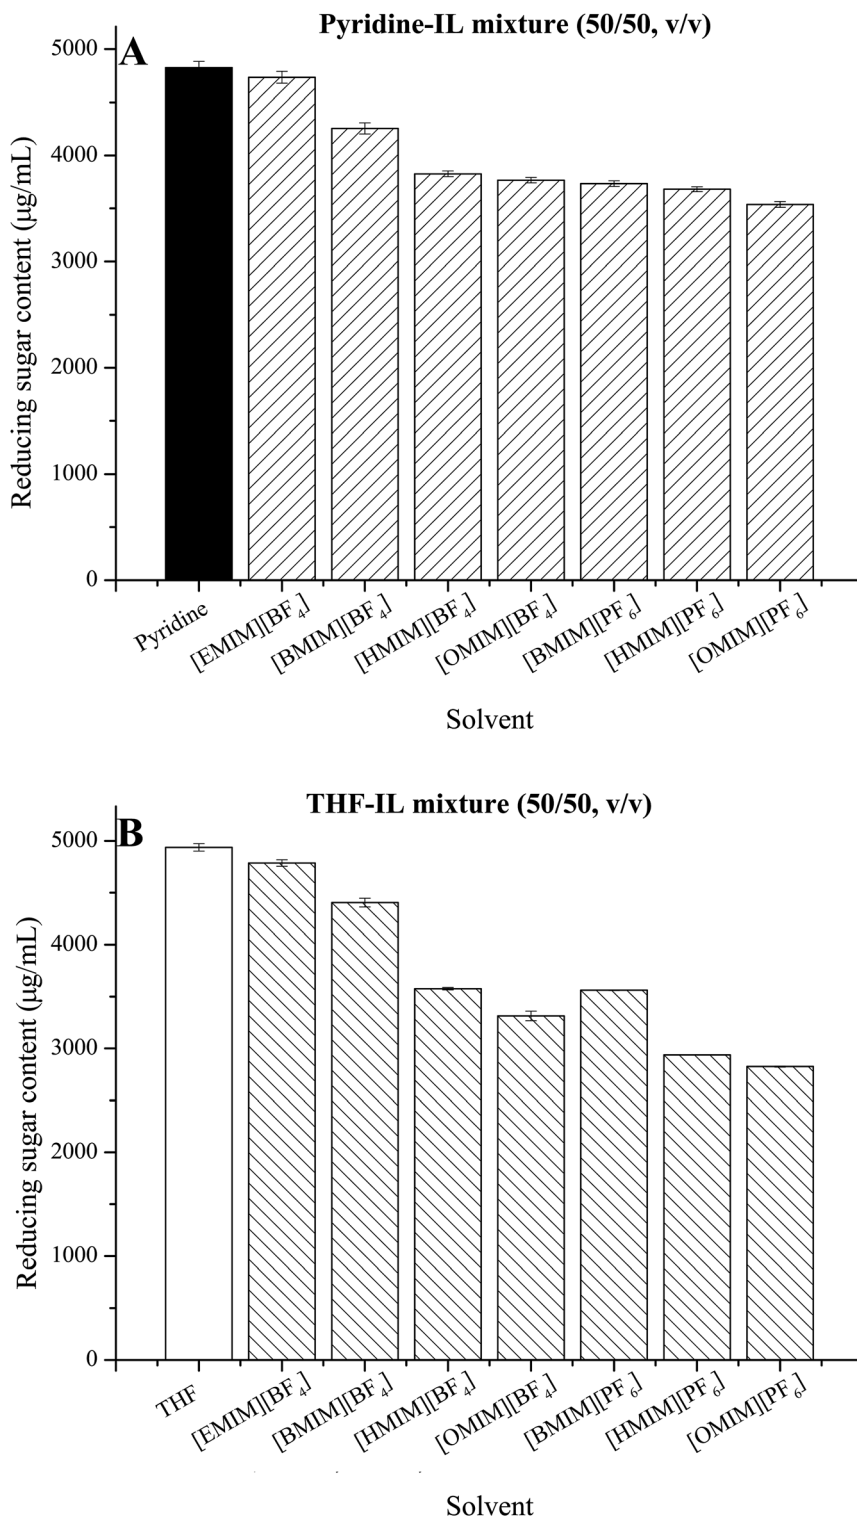 Pyridine-IL mixture (50/50, v/v)
A
5000
4000
3000
2000
1000
0
Reducing sugar content (μg/mL)
Pyridine
[EMIM][BF4]
[BMIM][BF4]
[HMIM][BF4]
[OMIM][BF4]
[BMIM][PF6]
[HMIM][PF6]
[OMIM][PF6]
Solvent
THF-IL mixture (50/50, v/v)
B
5000
4000
3000
2000
1000
0
Reducing sugar content (μg/mL)
THF
[EMIM][BF4]
[BMIM][BF4]
[HMIM][BF4]
[OMIM][BF4]
[BMIM][PF6]
[HMIM][PF6]
[OMIM][PF6]
Solvent